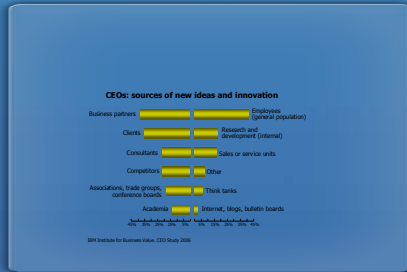 CEOs: sources of new ideas and innovation
Business partners
Employees
(general population)
Clients
Research and
development (internal)
Consultants
Sales or service units
Competitors
Other
Associations, trade groups,
conference boards
Think tanks
Academia
Internet, blogs, bulletin boards
IBM Institute for Business Value. CEO Study 2006